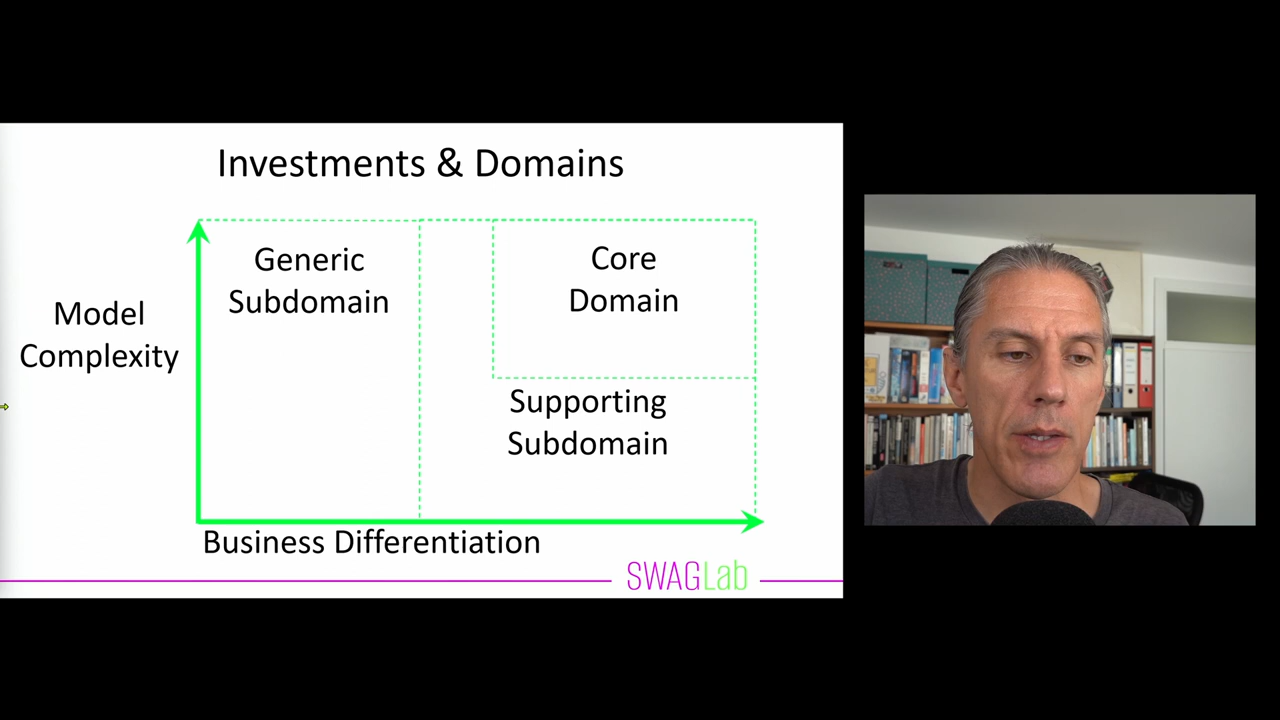 Investments & Domains
Generic
Subdomain
Core
Domain
Model
Complexity
Supporting
Subdomain
Business Differentiation
SWAGLab